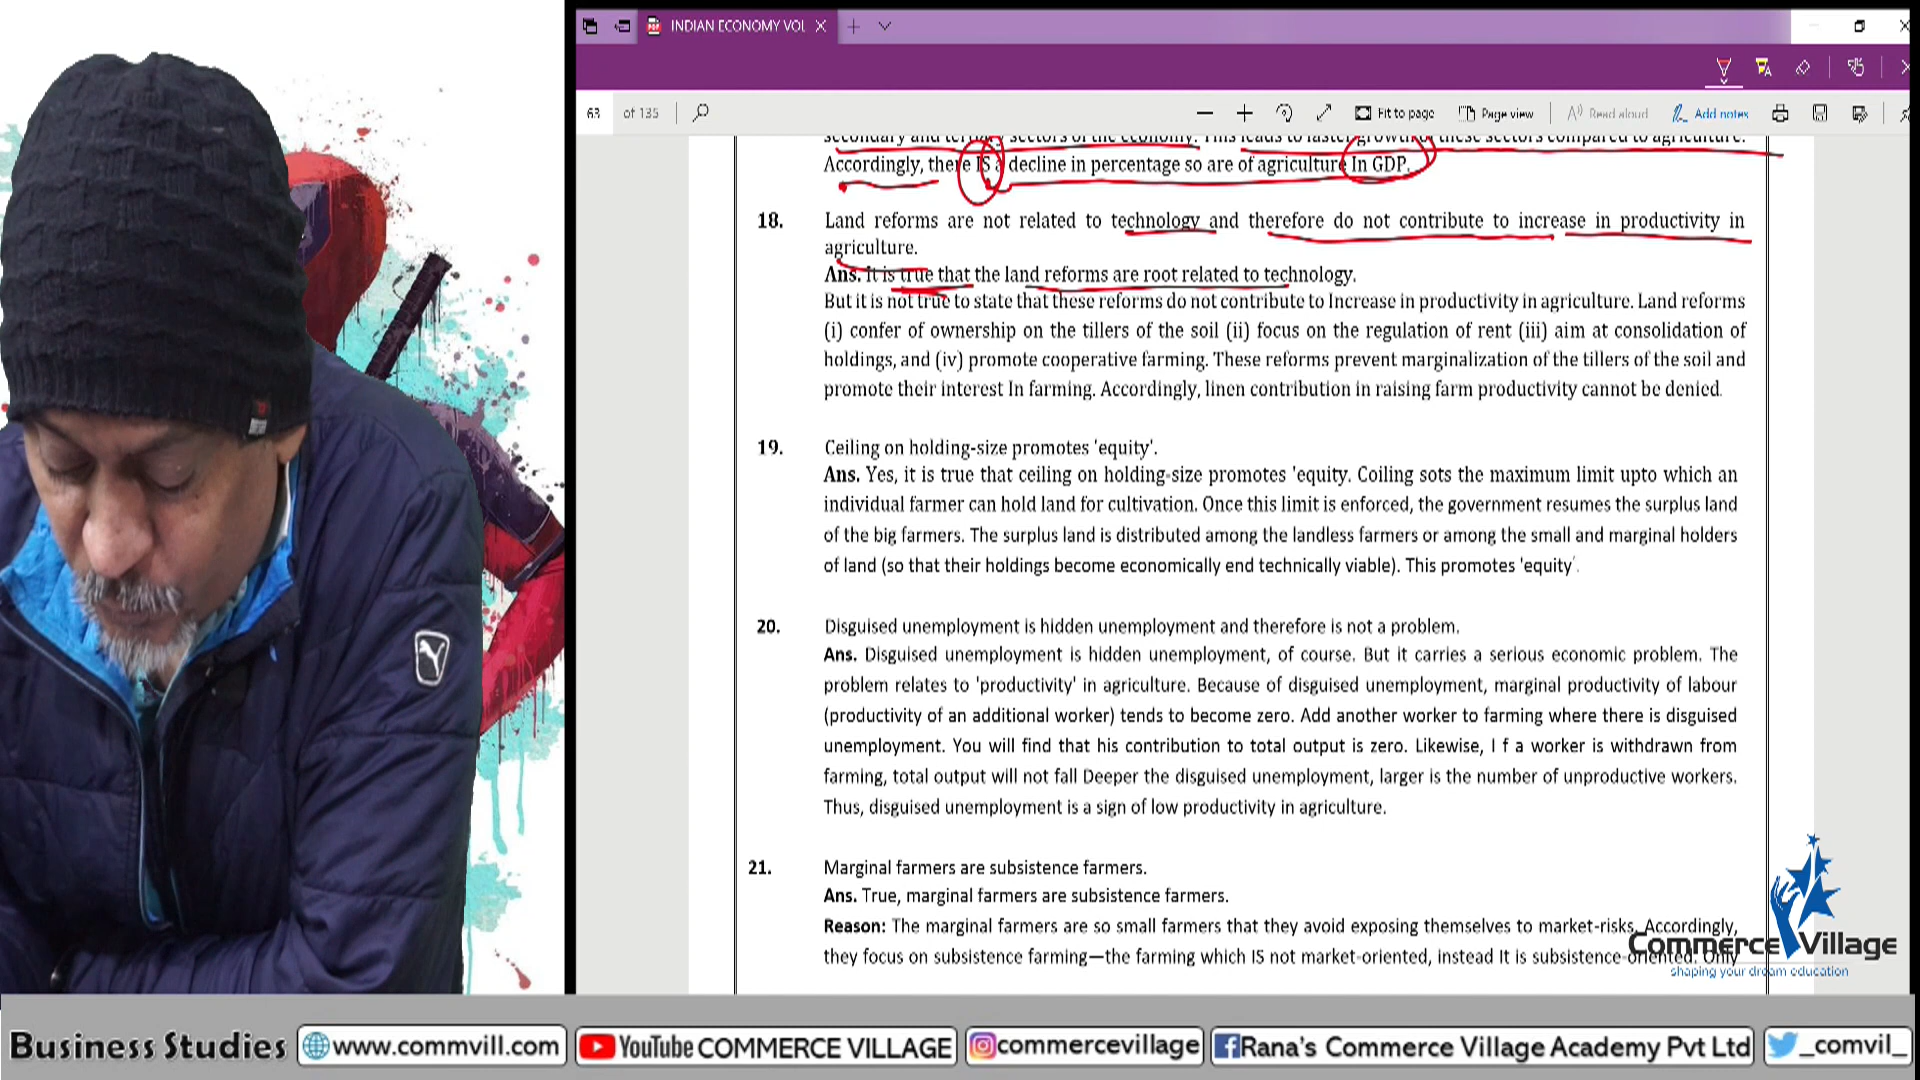 INDIAN ECONOMY VOL
63 of 135
Fit to page
Page view
Read aloud
Add notes
secondary and tertiary sectors of the economy. This leads to faster growth of these sectors compared to agriculture.
Accordingly, there IS a decline in percentage so are of agriculture In GDP.
18. Land reforms are not related to technology and therefore do not contribute to increase in productivity in
agriculture.
Ans. It is true that the land reforms are root related to technology.
But it is not true to state that these reforms do not contribute to Increase in productivity in agriculture. Land reforms
(i) confer of ownership on the tillers of the soil (ii) focus on the regulation of rent (iii) aim at consolidation of
holdings, and (iv) promote cooperative farming. These reforms prevent marginalization of the tillers of the soil and
promote their interest In farming. Accordingly, linen contribution in raising farm productivity cannot be denied.
19. Ceiling on holding-size promotes 'equity'.
Ans. Yes, it is true that ceiling on holding-size promotes 'equity. Coiling sots the maximum limit upto which an
individual farmer can hold land for cultivation. Once this limit is enforced, the government resumes the surplus land
of the big farmers. The surplus land is distributed among the landless farmers or among the small and marginal holders
of land (so that their holdings become economically end technically viable). This promotes 'equity'.
20. Disguised unemployment is hidden unemployment and therefore is not a problem.
Ans. Disguised unemployment is hidden unemployment, of course. But it carries a serious economic problem. The
problem relates to 'productivity' in agriculture. Because of disguised unemployment, marginal productivity of labour
(productivity of an additional worker) tends to become zero. Add another worker to farming where there is disguised
unemployment. You will find that his contribution to total output is zero. Likewise, I f a worker is withdrawn from
farming, total output will not fall Deeper the disguised unemployment, larger is the number of unproductive workers.
Thus, disguised unemployment is a sign of low productivity in agriculture.
21. Marginal farmers are subsistence farmers.
Ans. True, marginal farmers are subsistence farmers.
Reason: The marginal farmers are so small farmers that they avoid exposing themselves to market-risks. Accordingly,
they focus on subsistence farming—the farming which IS not market-oriented, instead It is subsistence-oriented. Only
Commerce Village
shaping your dream education
Business Studies
www.commvill.com
YouTube COMMERCE VILLAGE
commercevillage
Rana's Commerce Village Academy Pvt Ltd
_comvil_